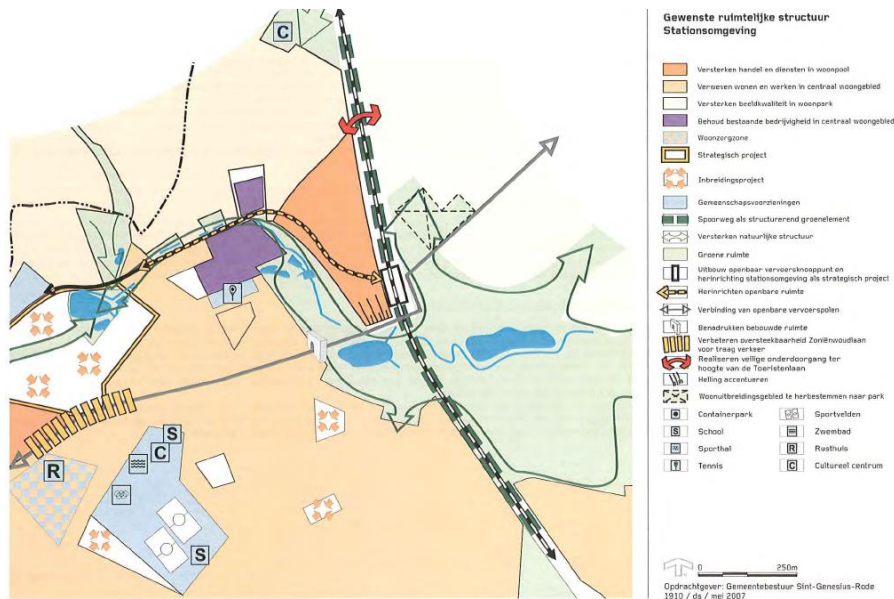 Gewenste ruimtelijke structuur
Stationsomgeving
Versterken handel en diensten in woonpool
Verweven wonen en werken in centraal woongebied
Versterken beeldkwaliteit in woonpark
Behoud bestaande bedrijvigheid in centraal woongebied
Woonzorgzone
Strategisch project
Inbreidingsproject
Gemeenschapsvoorzieningen
Spoorweg als structurerend groenelement
Versterken natuurlijke structuur
Groene ruimte
Uitbouw openbaar vervoersknooppunt en
herinrichting stationsomgeving als strategisch project
Herinrichten openbare ruimte
Verbinding van openbare vervoerspolen
Benadrukken bebouwde ruimte
Verbeteren oversteekbaarheid Zoniënwoudlaan
voor traag verkeer
Realiseren veilige onderdoorgang ter
hoogte van de Toeristenlaan
Helling accentueren
Woonuitbreidingsgebied te herbestemmen naar park
Containerpark
Sportvelden
S School
Zwembad
Sporthal
R Rusthuis
Tennis
C Cultureel centrum
0 250m
Opdrachtgever: Gemeentebestuur Sint-Genesius-Rode
1910 / ds / mei 2007
C
S
C
R
S